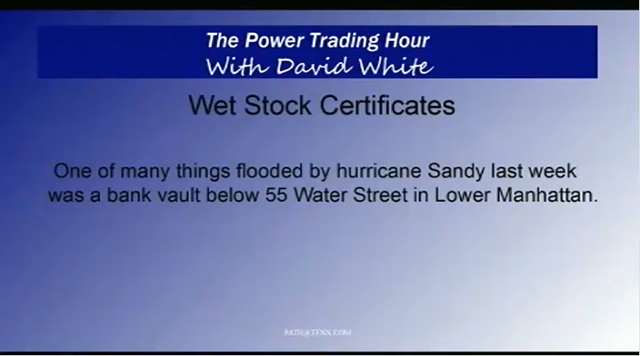 The Power Trading Hour
With David White
Wet Stock Certificates
One of many things flooded by hurricane Sandy last week
was a bank vault below 55 Water Street in Lower Manhattan.